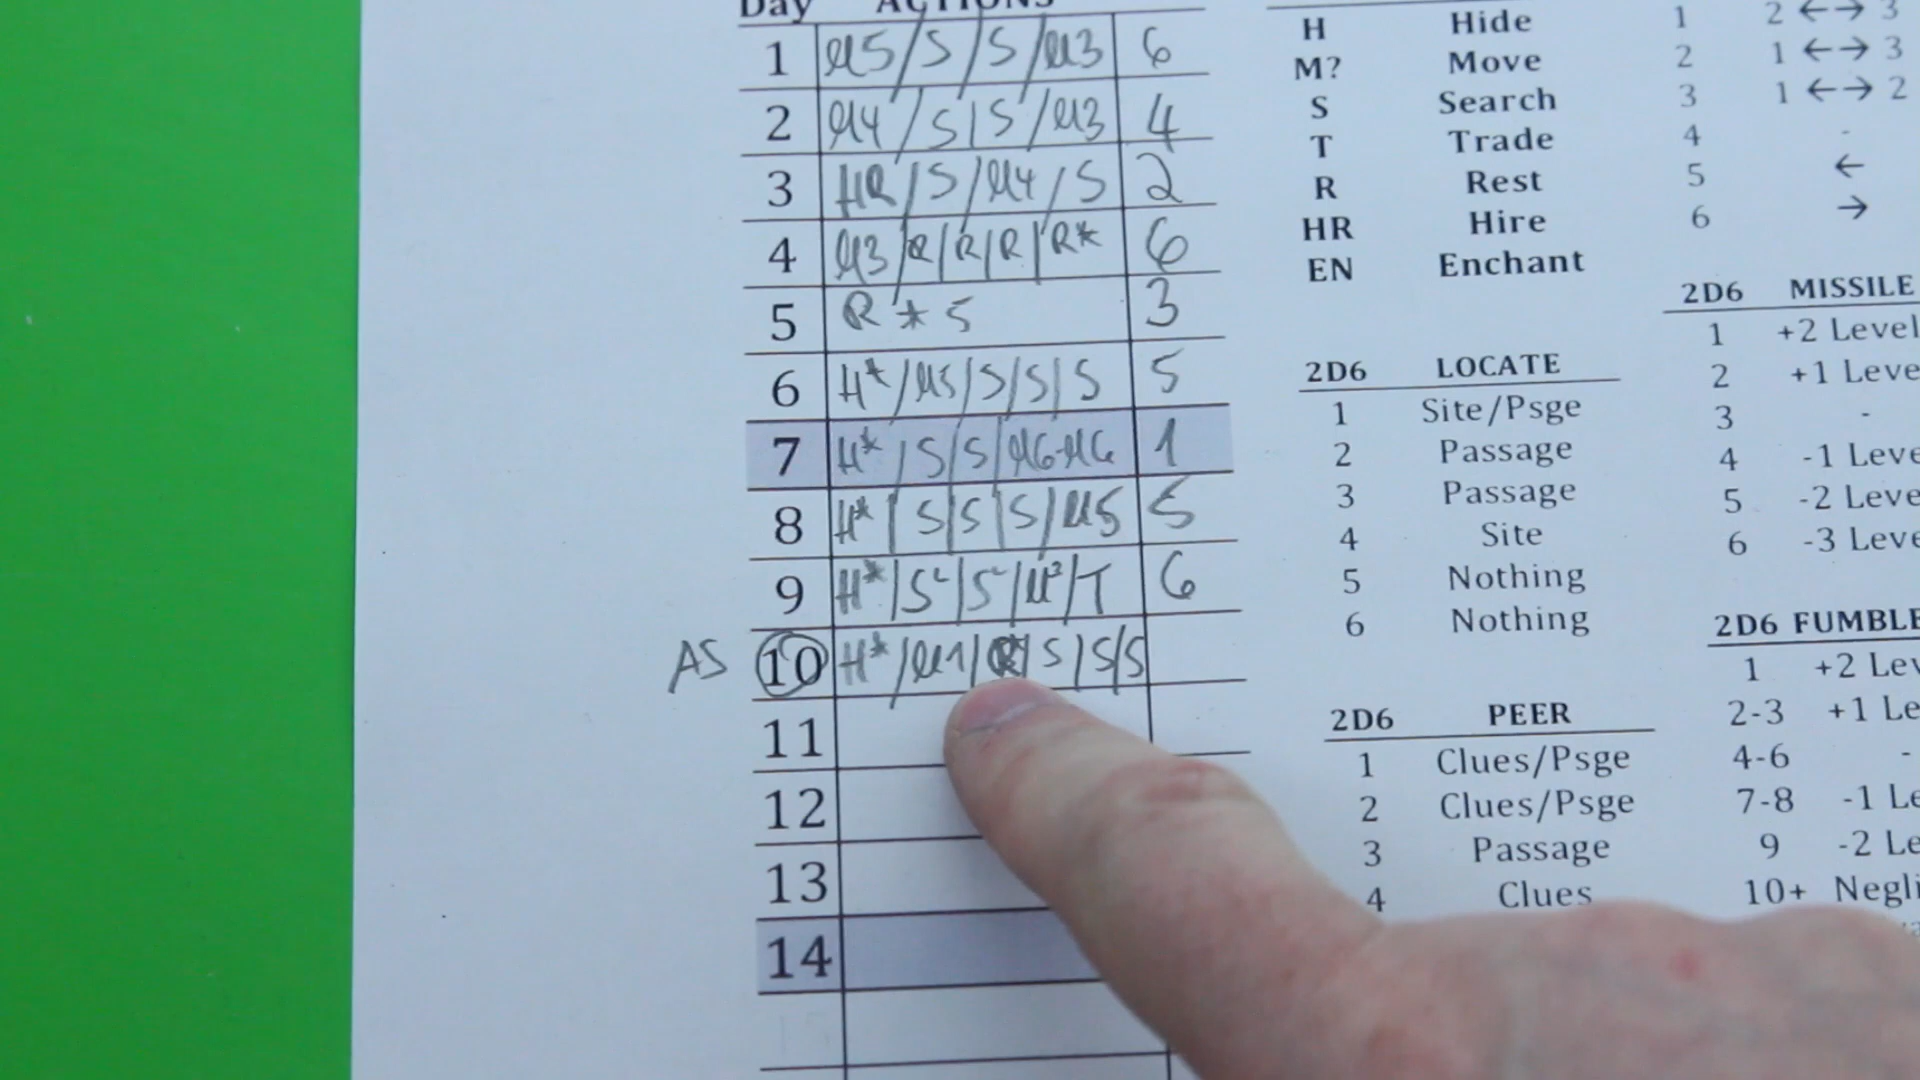 Day ACTIONS
1 M5/S/S/M3 6
2 M4/S/S/M3 4
3 HR/S/M4/S 2
4 M3/R/R/R/R* 6
5 R*5 3
6 H*/M5/S/S/S 5
7 H*/S/S/M6-M6 1
8 H*/S/S/S/M5 5
9 H*/S²/S²/M³/T 6
AS 10 H*/M1/ /S/S/S
11
12
13
14
H Hide
M? Move
S Search
T Trade
R Rest
HR Hire
EN Enchant
1 2 ←→ 3
2 1 ←→ 3
3 1 ←→ 2
4 -
5 ←
6 →
2D6 LOCATE
1 Site/Psge
2 Passage
3 Passage
4 Site
5 Nothing
6 Nothing
2D6 PEER
1 Clues/Psge
2 Clues/Psge
3 Passage
4 Clues
2D6 MISSILE
1 +2 Level
2 +1 Leve
3 -
4 -1 Leve
5 -2 Leve
6 -3 Leve
2D6 FUMBLE
1 +2 Lev
2-3 +1 Le
4-6 -
7-8 -1 Le
9 -2 Le
10+ Negli